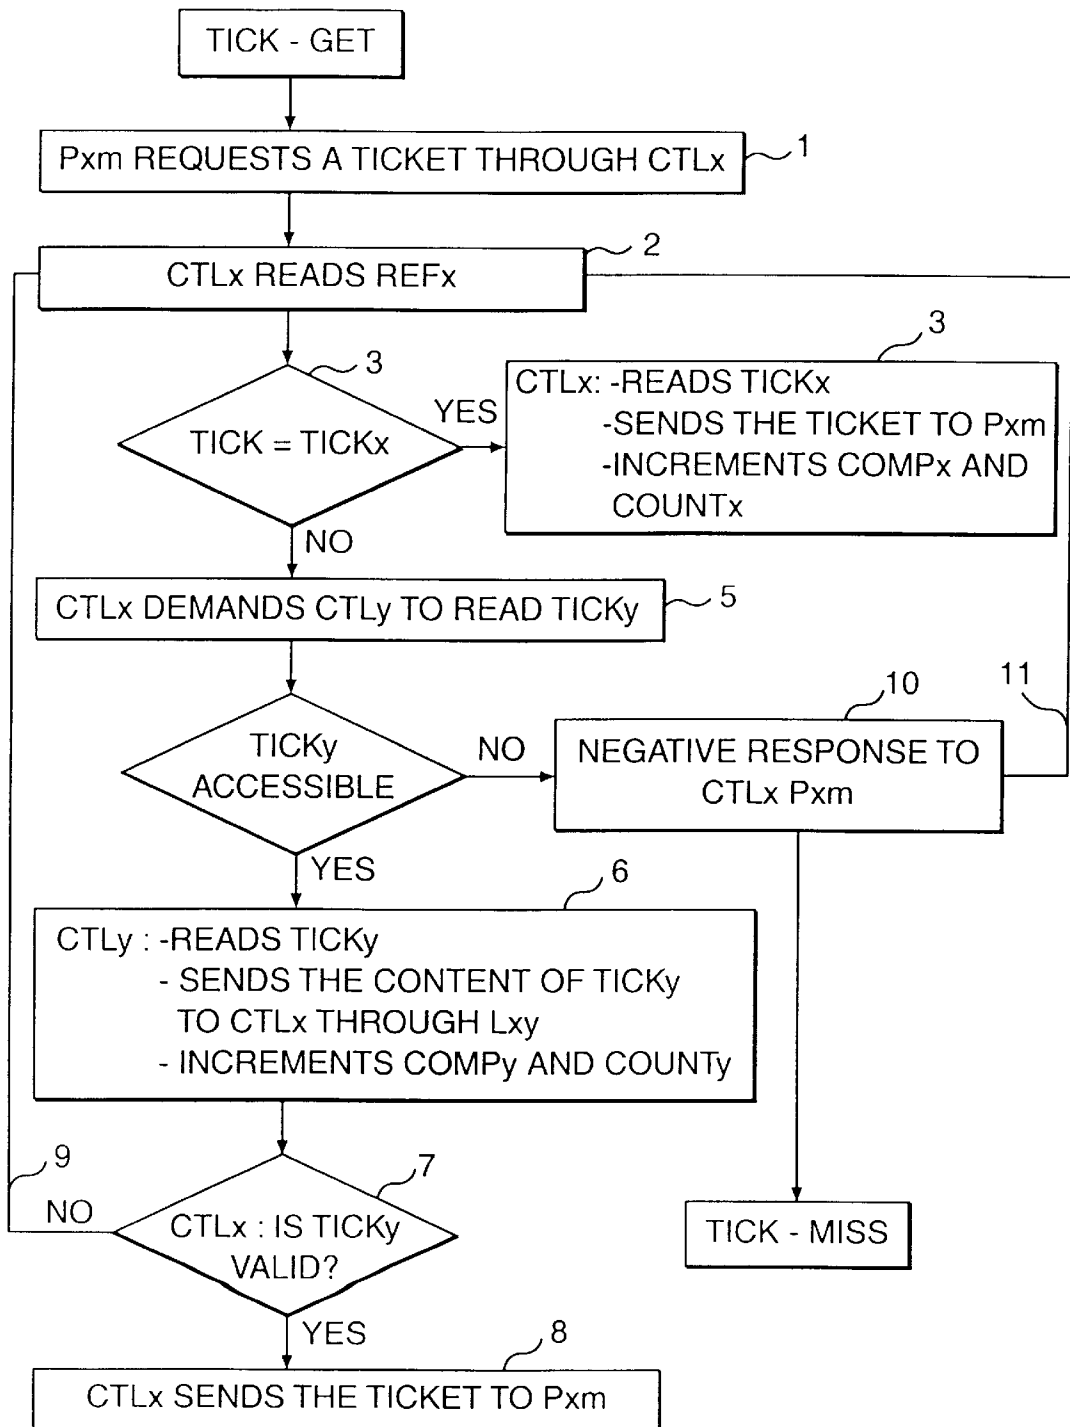 TICK - GET
PxM REQUESTS A TICKET THROUGH CTLx
1
2
CTLx READS REFx
3
3
TICK = TICKx
YES
CTLx: -READS TICKx
-SENDS THE TICKET TO Pxm
-INCREMENTS COMPx AND
COUNTx
NO
CTLx DEMANDS CTLy TO READ TICKy
5
TICKy
ACCESSIBLE
NO
10
11
NEGATIVE RESPONSE TO
CTLx Pxm
YES
6
CTLy : -READS TICKy
- SENDS THE CONTENT OF TICKy
TO CTLx THROUGH Lxy
- INCREMENTS COMPy AND COUNTy
9
NO
7
CTLx : IS TICKy
VALID?
TICK - MISS
YES
8
CTLx SENDS THE TICKET TO Pxm